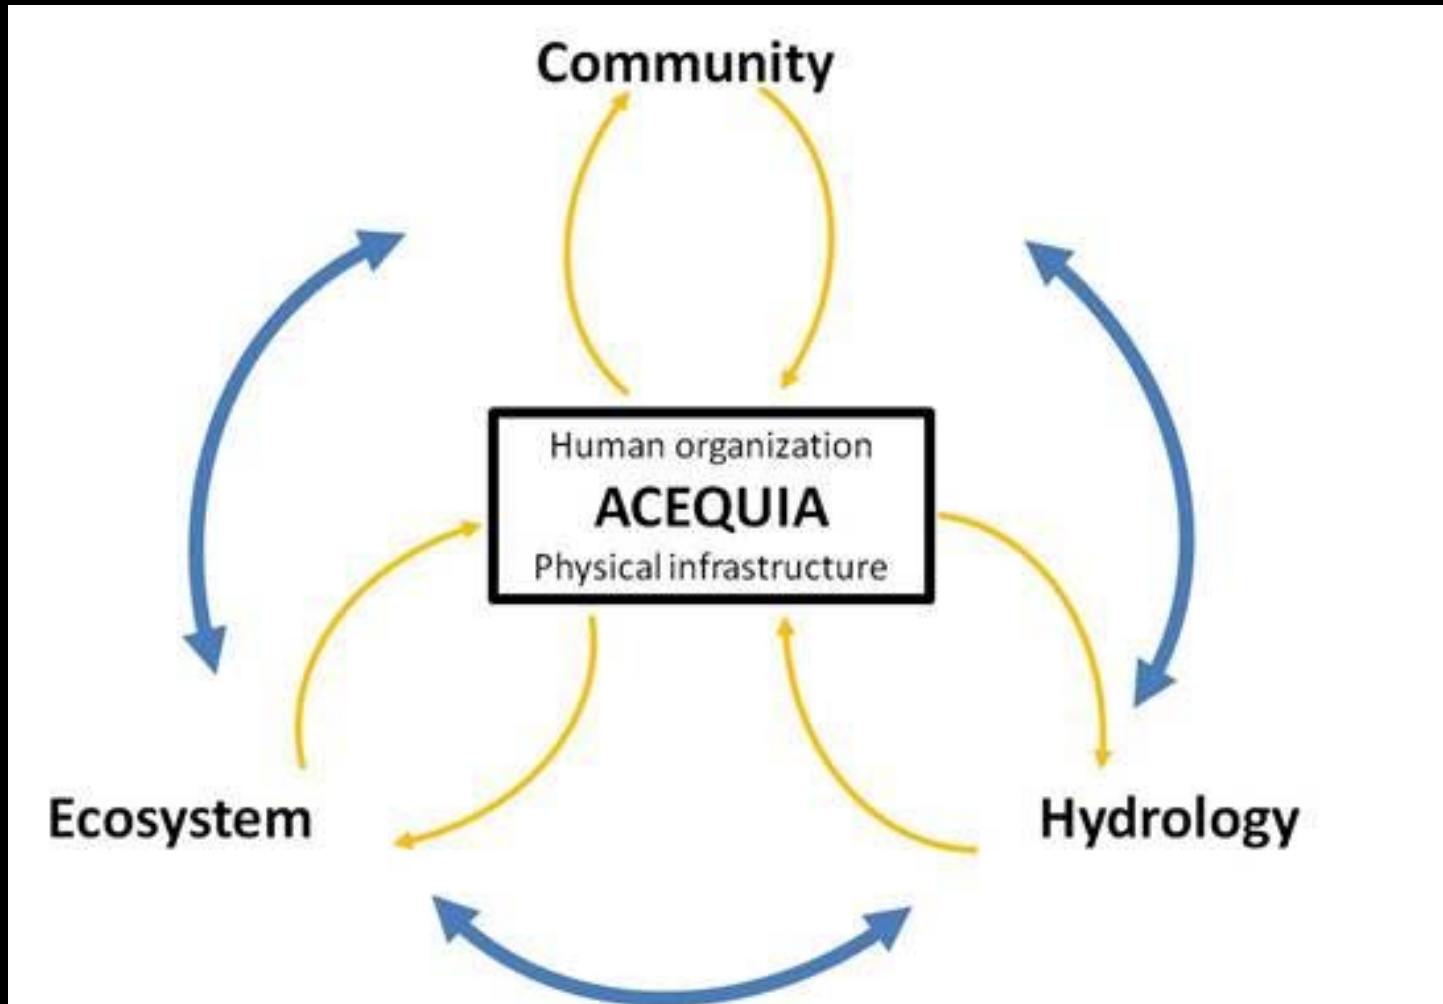 Community
Human organization
ACEQUIA
Physical infrastructure
Ecosystem
Hydrology